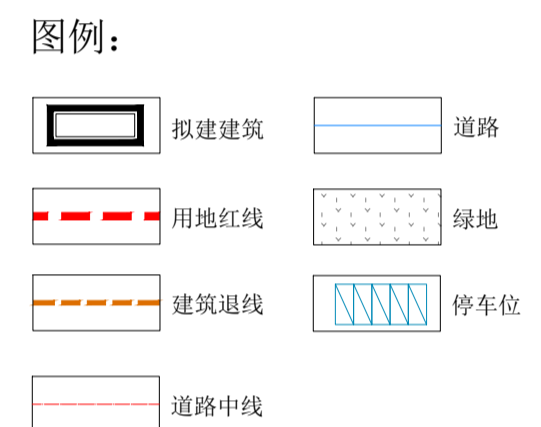 图例：
拟建建筑
道路
用地红线
绿地
建筑退线
停车位
道路中线